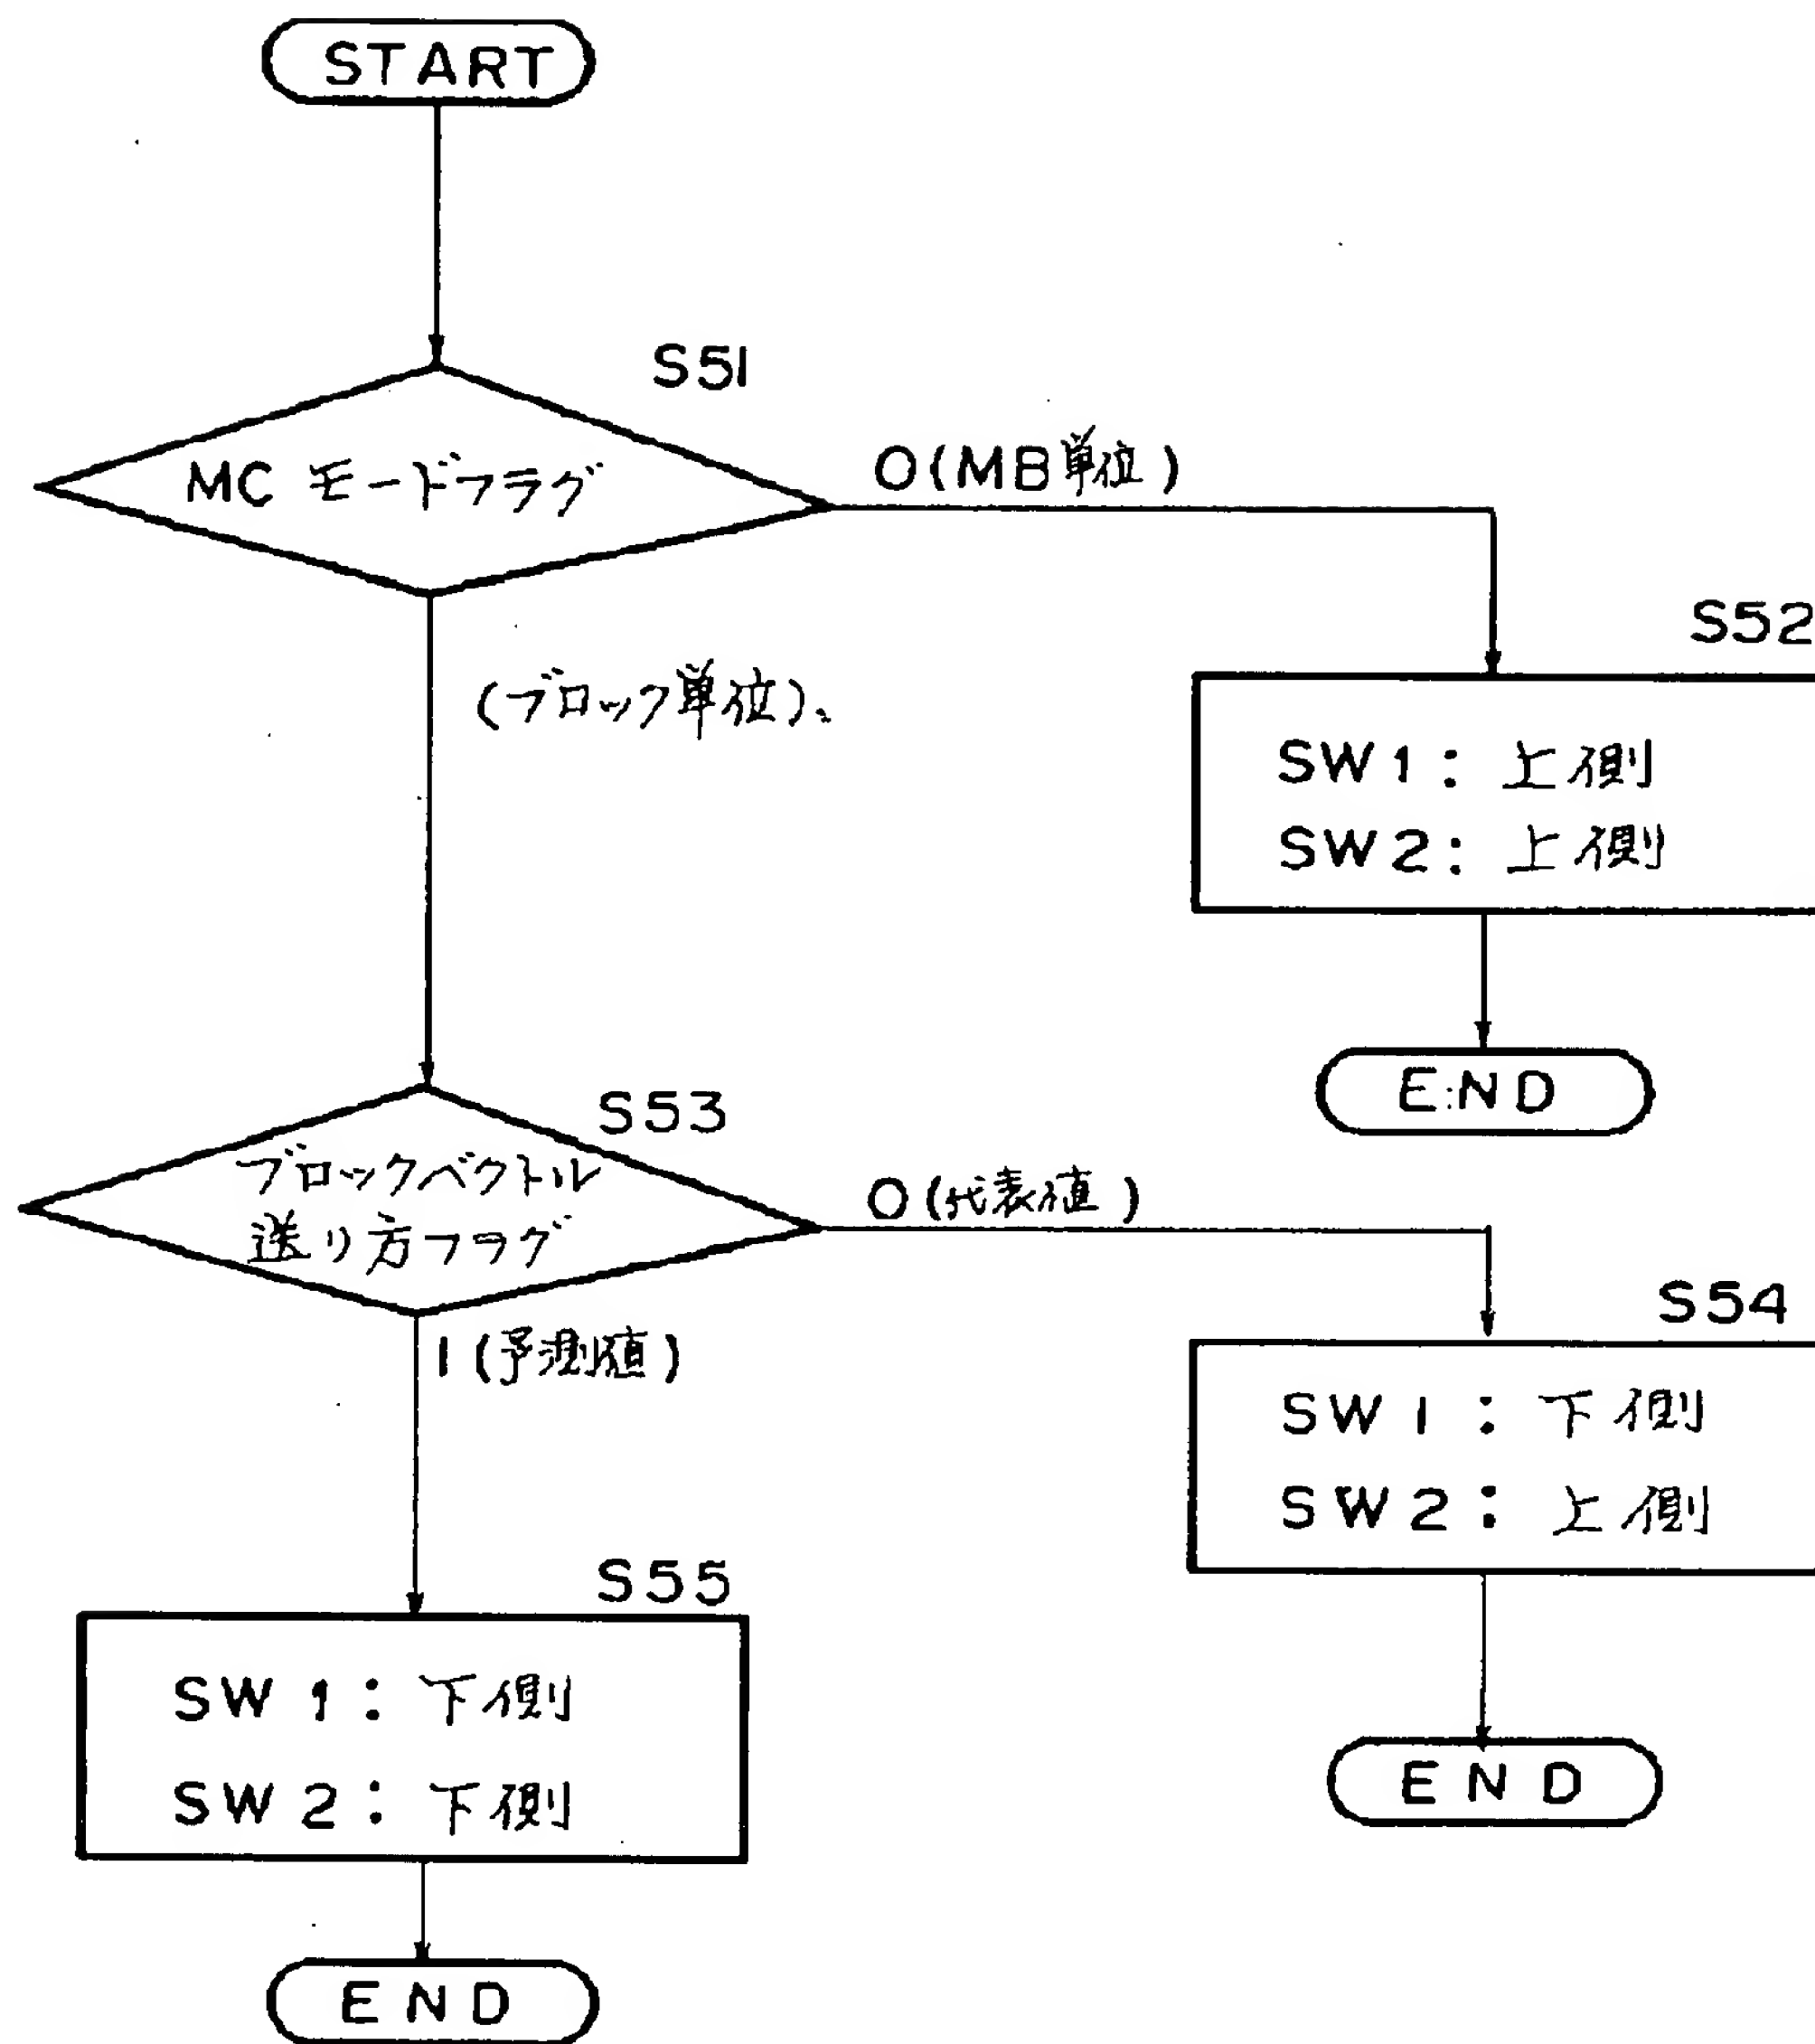 START
S51
MC モードフラグ
0(MB単位)
(ブロック単位)
S52
SW1: 上側
SW2: 上側
END
S53
ブロックベクトル
送り方フラグ
0(代表値)
1(予測値)
S54
SW1: 下側
SW2: 上側
END
S55
SW1: 下側
SW2: 下側
END